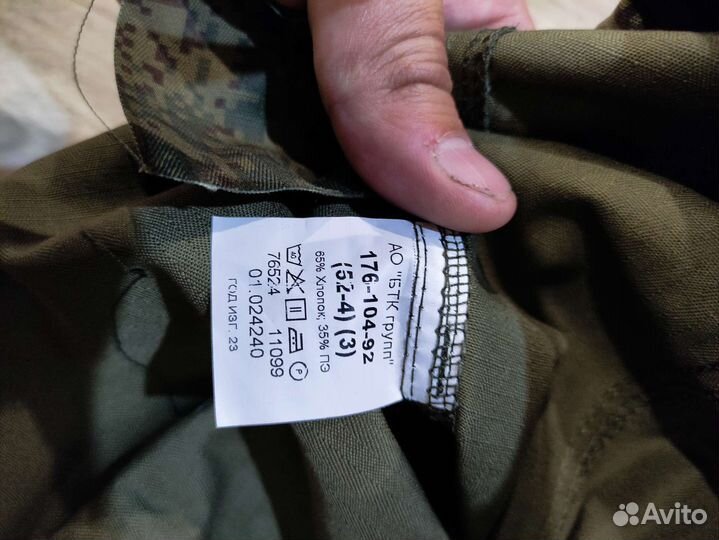 АО "БТК групп"
176-104-92
(52-4) (3)
65% Хлопок; 35% ПЭ
40 P
76524 11099
01.024240
ГОД ИЗГ. 23
Avito